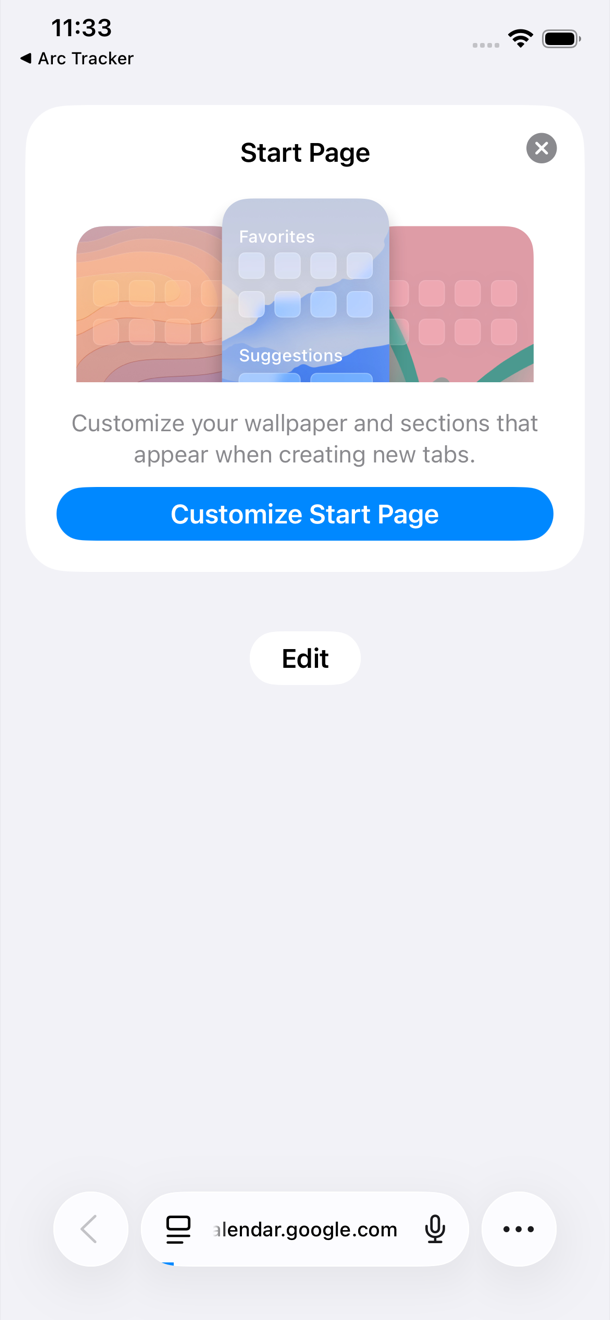 11:33
◀ Arc Tracker
Start Page
Favorites
Suggestions
Customize your wallpaper and sections that
appear when creating new tabs.
Customize Start Page
Edit
alendar.google.com